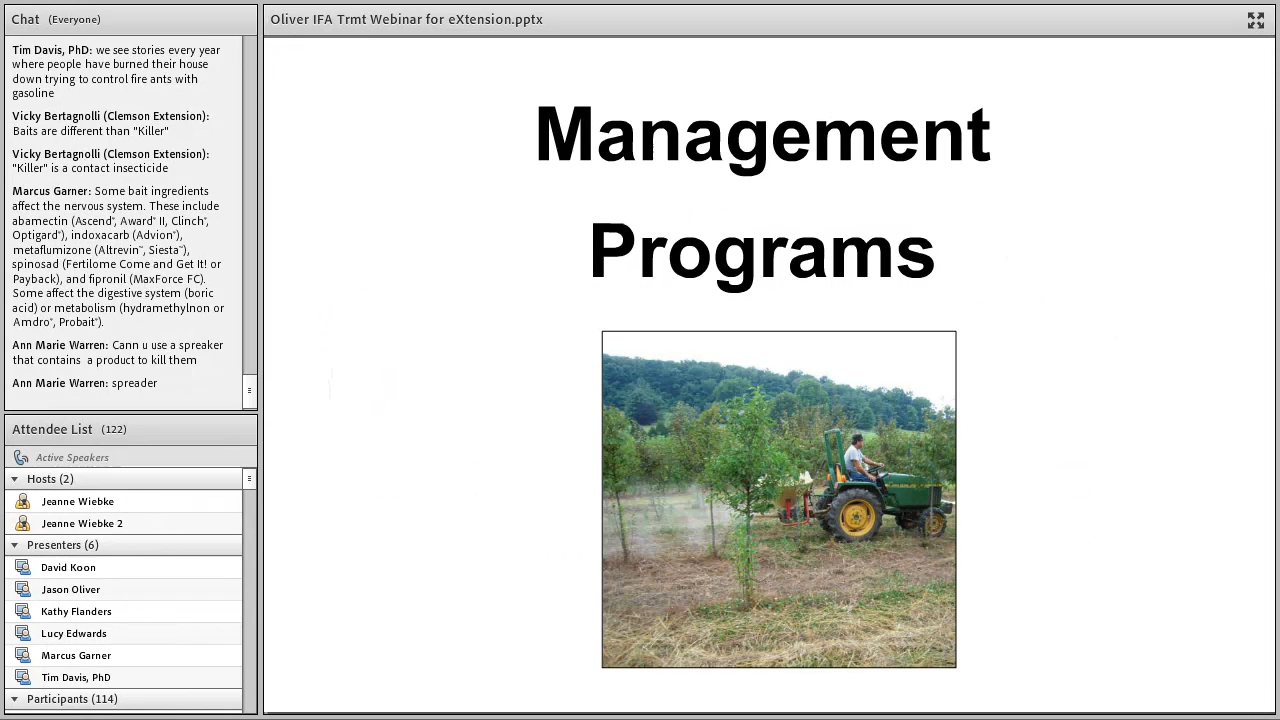 Chat (Everyone)
Tim Davis, PhD: we see stories every year
where people have burned their house
down trying to control fire ants with
gasoline
Vicky Bertagnolli (Clemson Extension):
Baits are different than "Killer"
Vicky Bertagnolli (Clemson Extension):
"Killer" is a contact insecticide
Marcus Garner: Some bait ingredients
affect the nervous system. These include
abamectin (Ascend®, Award® II, Clinch®,
Optigard®), indoxacarb (Advion®),
metaflumizone (Altrevin™, Siesta™),
spinosad (Fertilome Come and Get It! or
Payback), and fipronil (MaxForce FC).
Some affect the digestive system (boric
acid) or metabolism (hydramethylnon or
Amdro®, Probait®).
Ann Marie Warren: Cann u use a spreaker
that contains  a product to kill them
Ann Marie Warren: spreader
Attendee List (122)
Active Speakers
Hosts (2)
Jeanne Wiebke
Jeanne Wiebke 2
Presenters (6)
David Koon
Jason Oliver
Kathy Flanders
Lucy Edwards
Marcus Garner
Tim Davis, PhD
Participants (114)
Oliver IFA Trmt Webinar for eXtension.pptx
Management
Programs